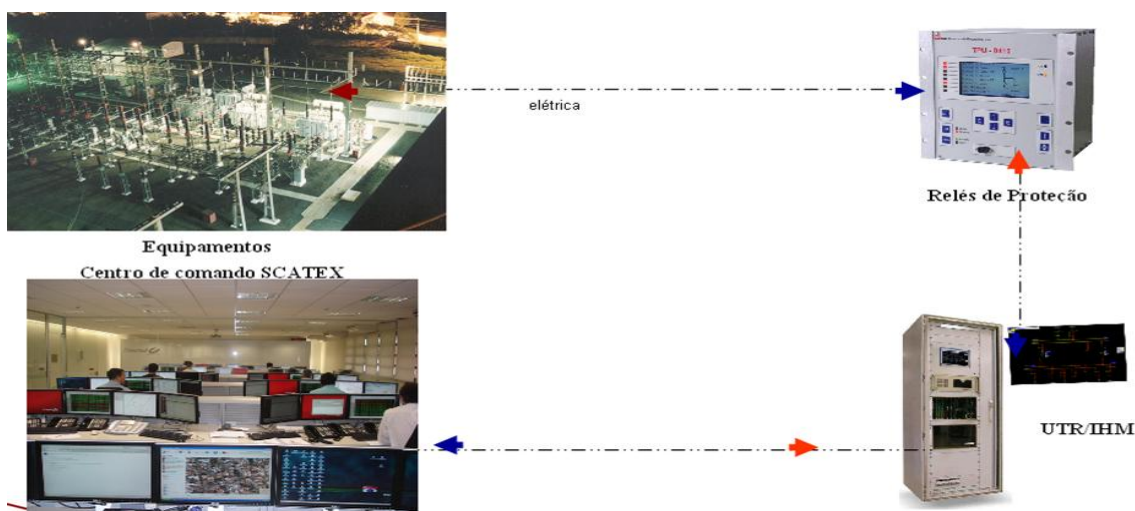 elétrica
Relés de Proteção
Equipamentos
Centro de comando SCATEX
UTR/IHM